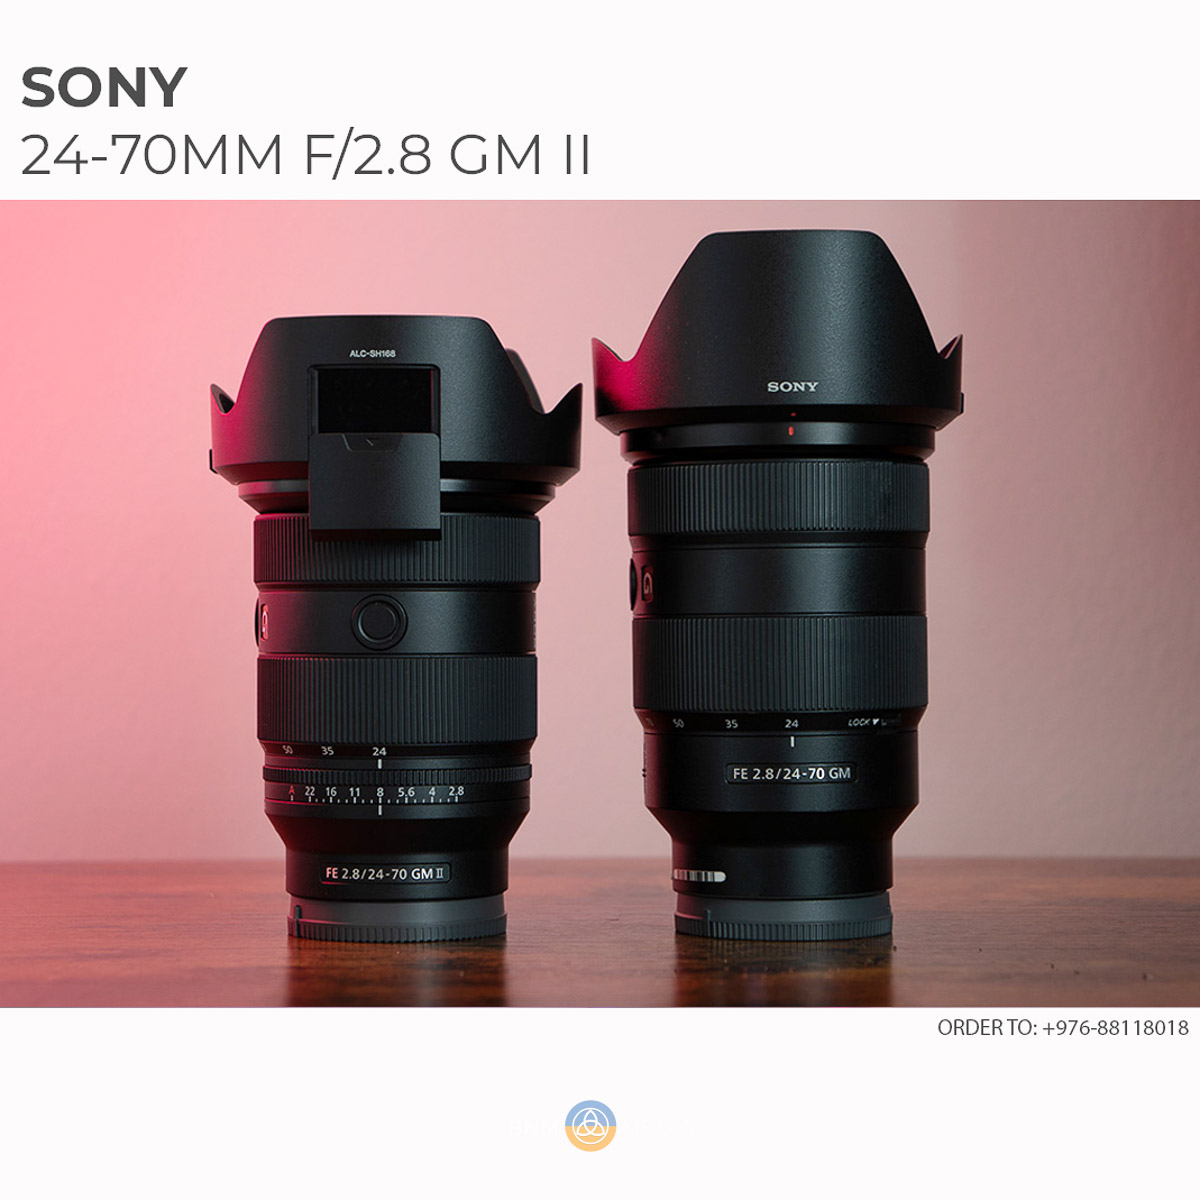 SONY
24-70MM F/2.8 GM II
ALC-SH168
SONY
G
G
50 35 24
50 35 24 LOCK
FE 2.8/24-70 GM
A 22 16 11 8 5.6 4 2.8
FE 2.8/24-70 GM II
ORDER TO: +976-88118018